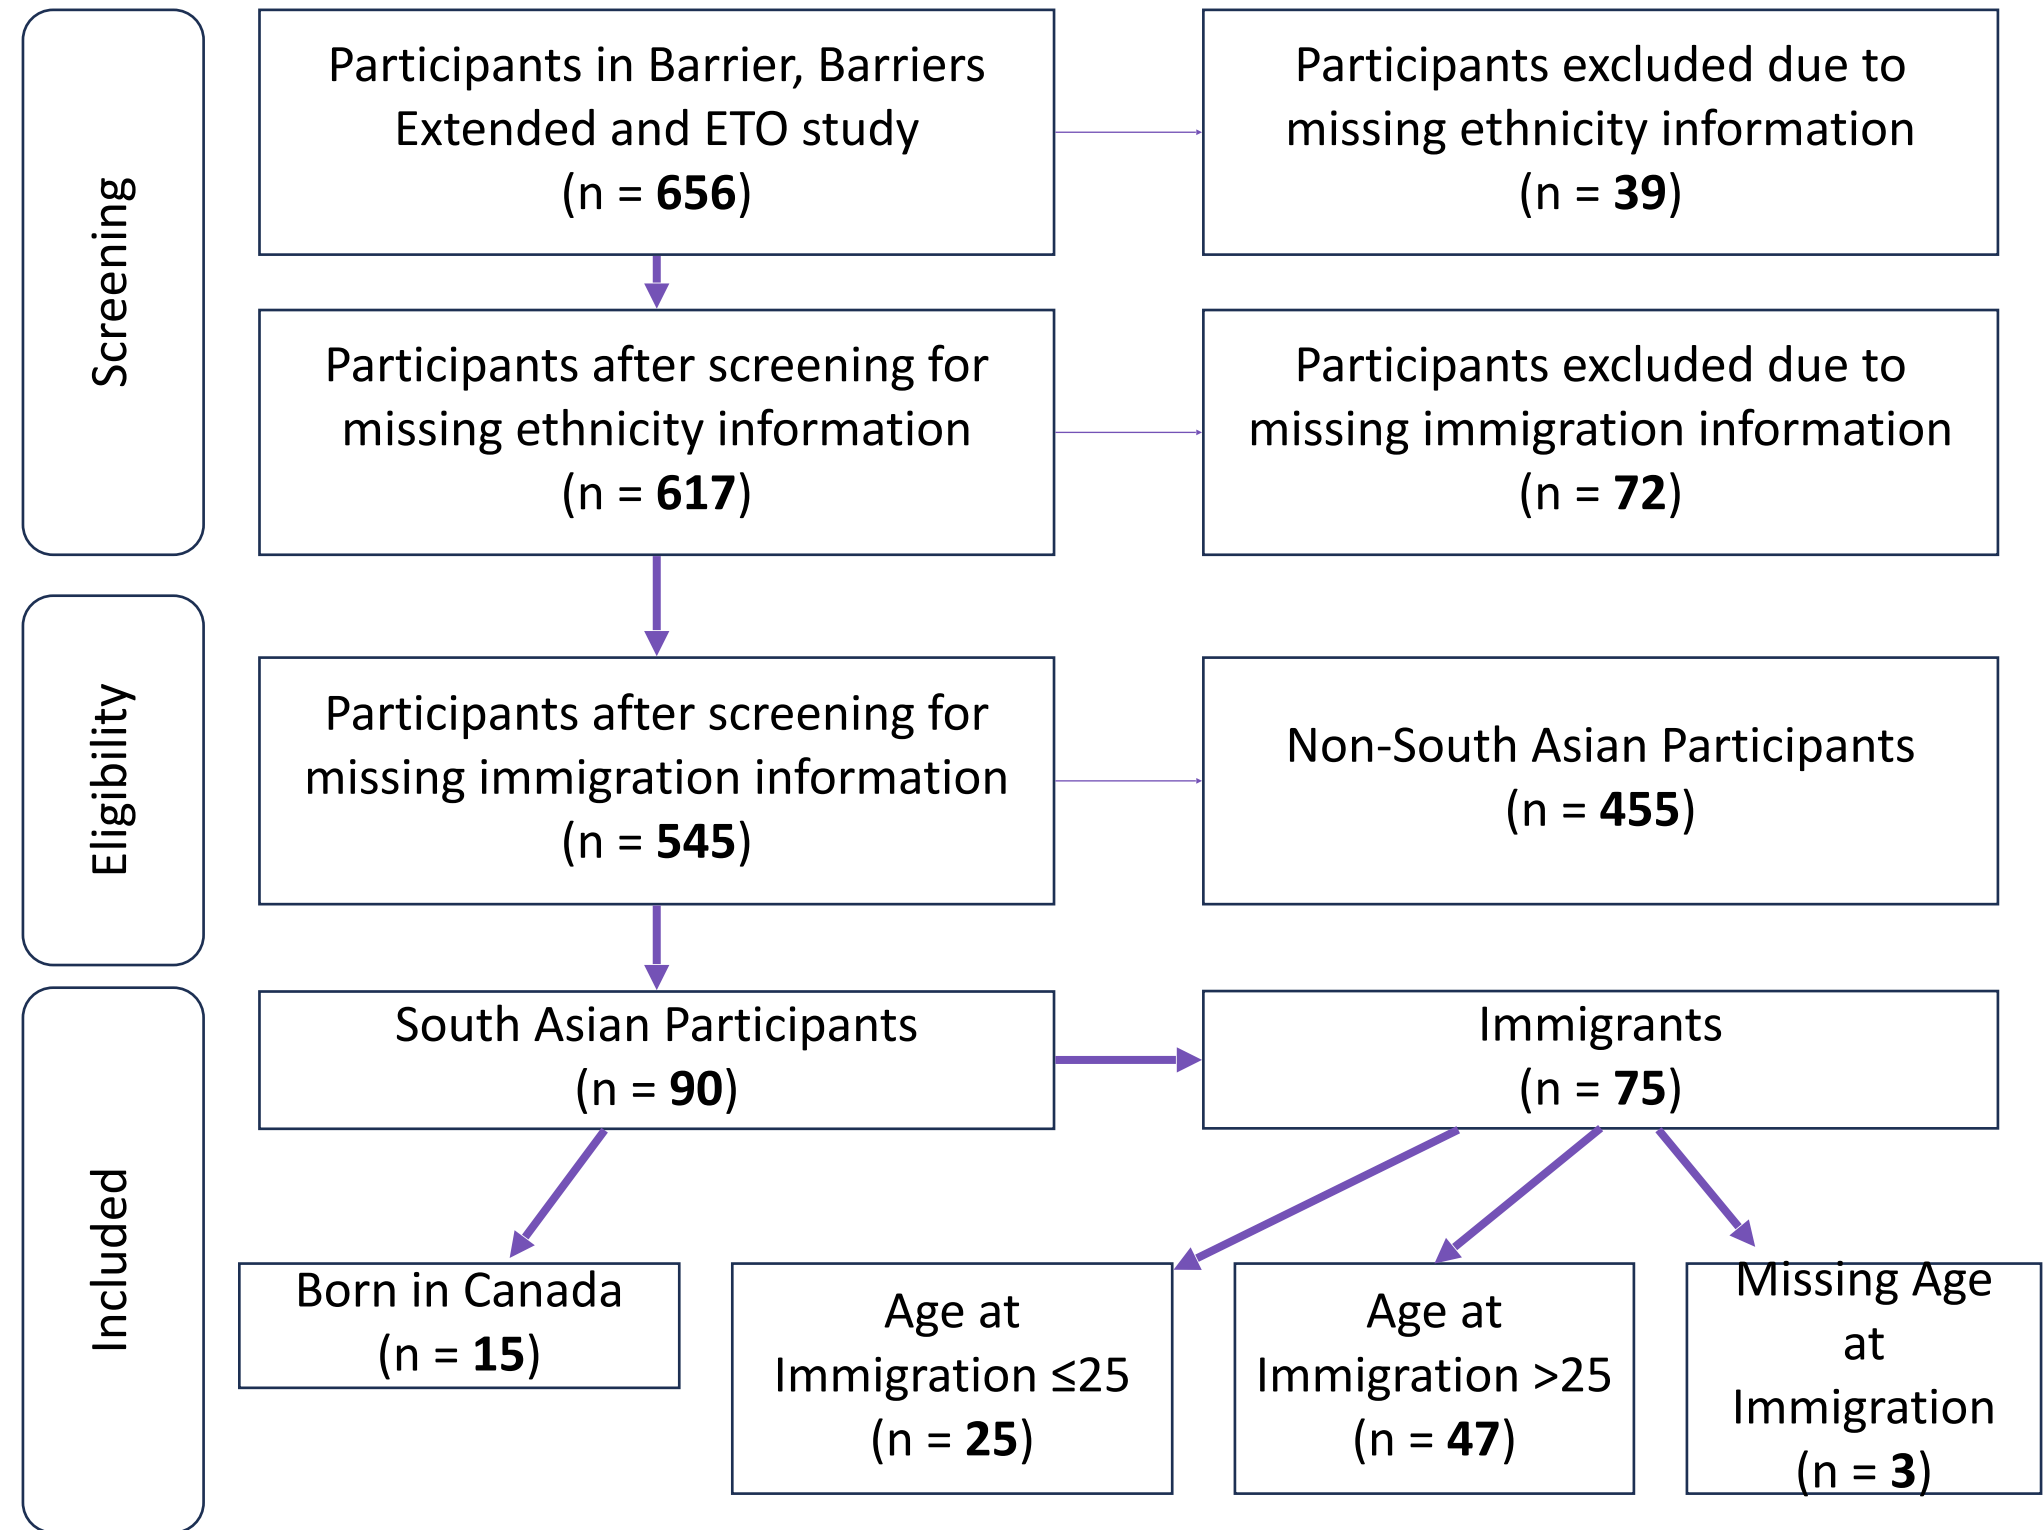 Screening
Participants in Barrier, Barriers
Extended and ETO study
(n = 656)
Participants excluded due to
missing ethnicity information
(n = 39)
Participants after screening for
missing ethnicity information
(n = 617)
Participants excluded due to
missing immigration information
(n = 72)
Eligibility
Participants after screening for
missing immigration information
(n = 545)
Non-South Asian Participants
(n = 455)
Included
South Asian Participants
(n = 90)
Immigrants
(n = 75)
Born in Canada
(n = 15)
Age at
Immigration ≤25
(n = 25)
Age at
Immigration >25
(n = 47)
Missing Age
at
Immigration
(n = 3)